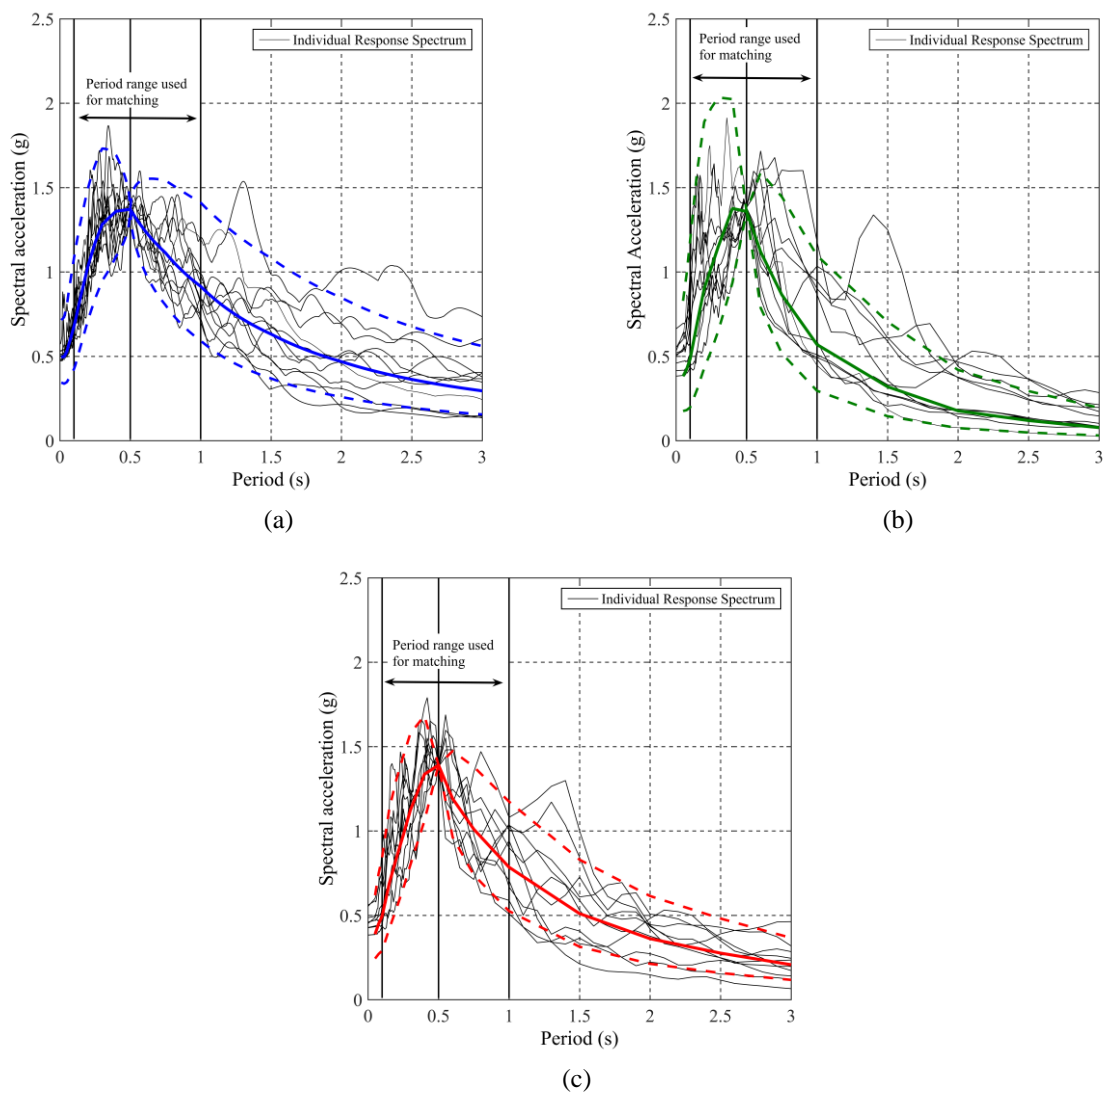 2.5
2
1.5
1
0.5
0
Spectral acceleration (g)
Individual Response Spectrum
Period range used
for matching
0 0.5 1 1.5 2 2.5 3
Period (s)
(a)
2.5
2
1.5
1
0.5
0
Spectral Acceleration (g)
Individual Response Spectrum
Period range used
for matching
0 0.5 1 1.5 2 2.5 3
Period (s)
(b)
2.5
2
1.5
1
0.5
0
Spectral acceleration (g)
Individual Response Spectrum
Period range used
for matching
0 0.5 1 1.5 2 2.5 3
Period (s)
(c)